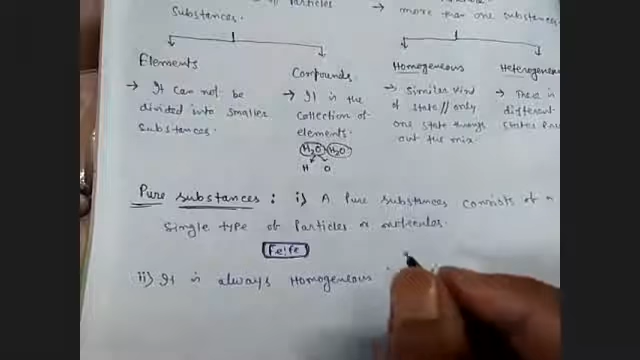 Particles
Substances.
→ more than one substances.
Elements
→ It can not be
divided into smaller
substances.
Compounds
→ It is the
collection of
elements.
H₂O H₂O
H O
Homogeneous
→ Similar kind
of state // only
one state through
out the mix.
Heterogeneous
→ There is
different
states
Pure substances : i) A Pure substances consists of a
single type of Particles or molecules.
Fe Fe
ii) It is always Homogeneous